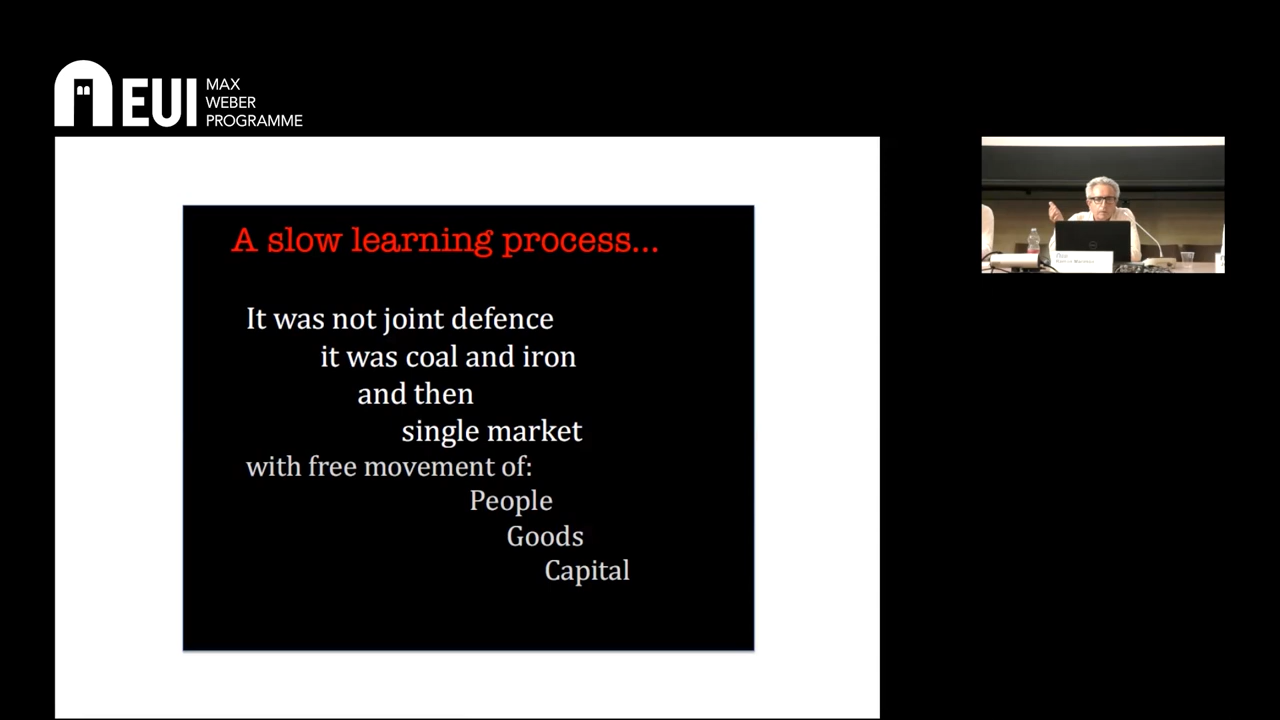 EUI
MAX
WEBER
PROGRAMME
A slow learning process...
It was not joint defence
it was coal and iron
and then
single market
with free movement of:
People
Goods
Capital